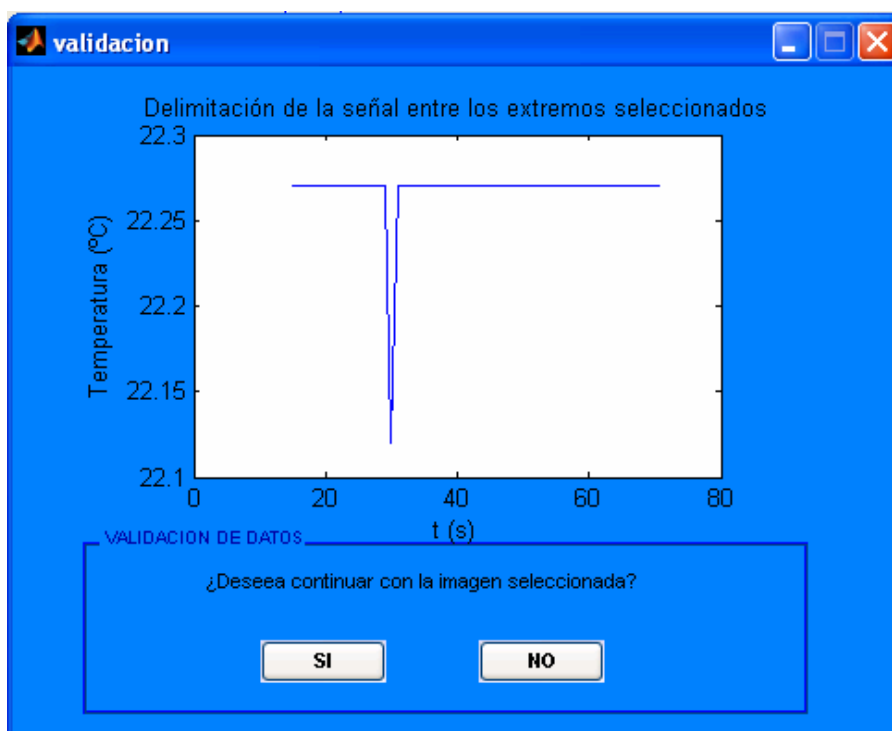 validacion
Delimitación de la señal entre los extremos seleccionados
22.3
22.25
22.2
22.15
22.1
Temperatura (ºC)
0 20 40 60 80
t (s)
VALIDACION DE DATOS
¿Deseea continuar con la imagen seleccionada?
SI NO